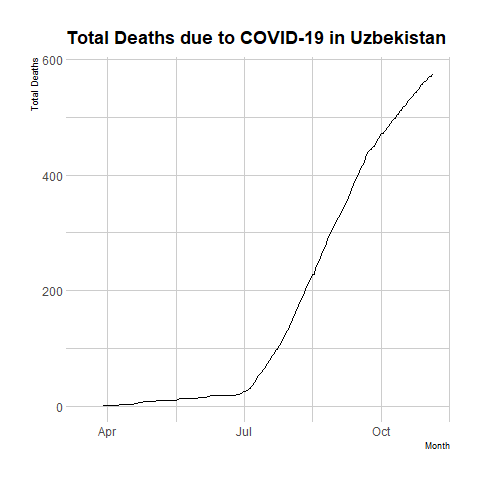 Total Deaths due to COVID-19 in Uzbekistan
Total Deaths
600
400
200
0
Apr
Jul
Oct
Month